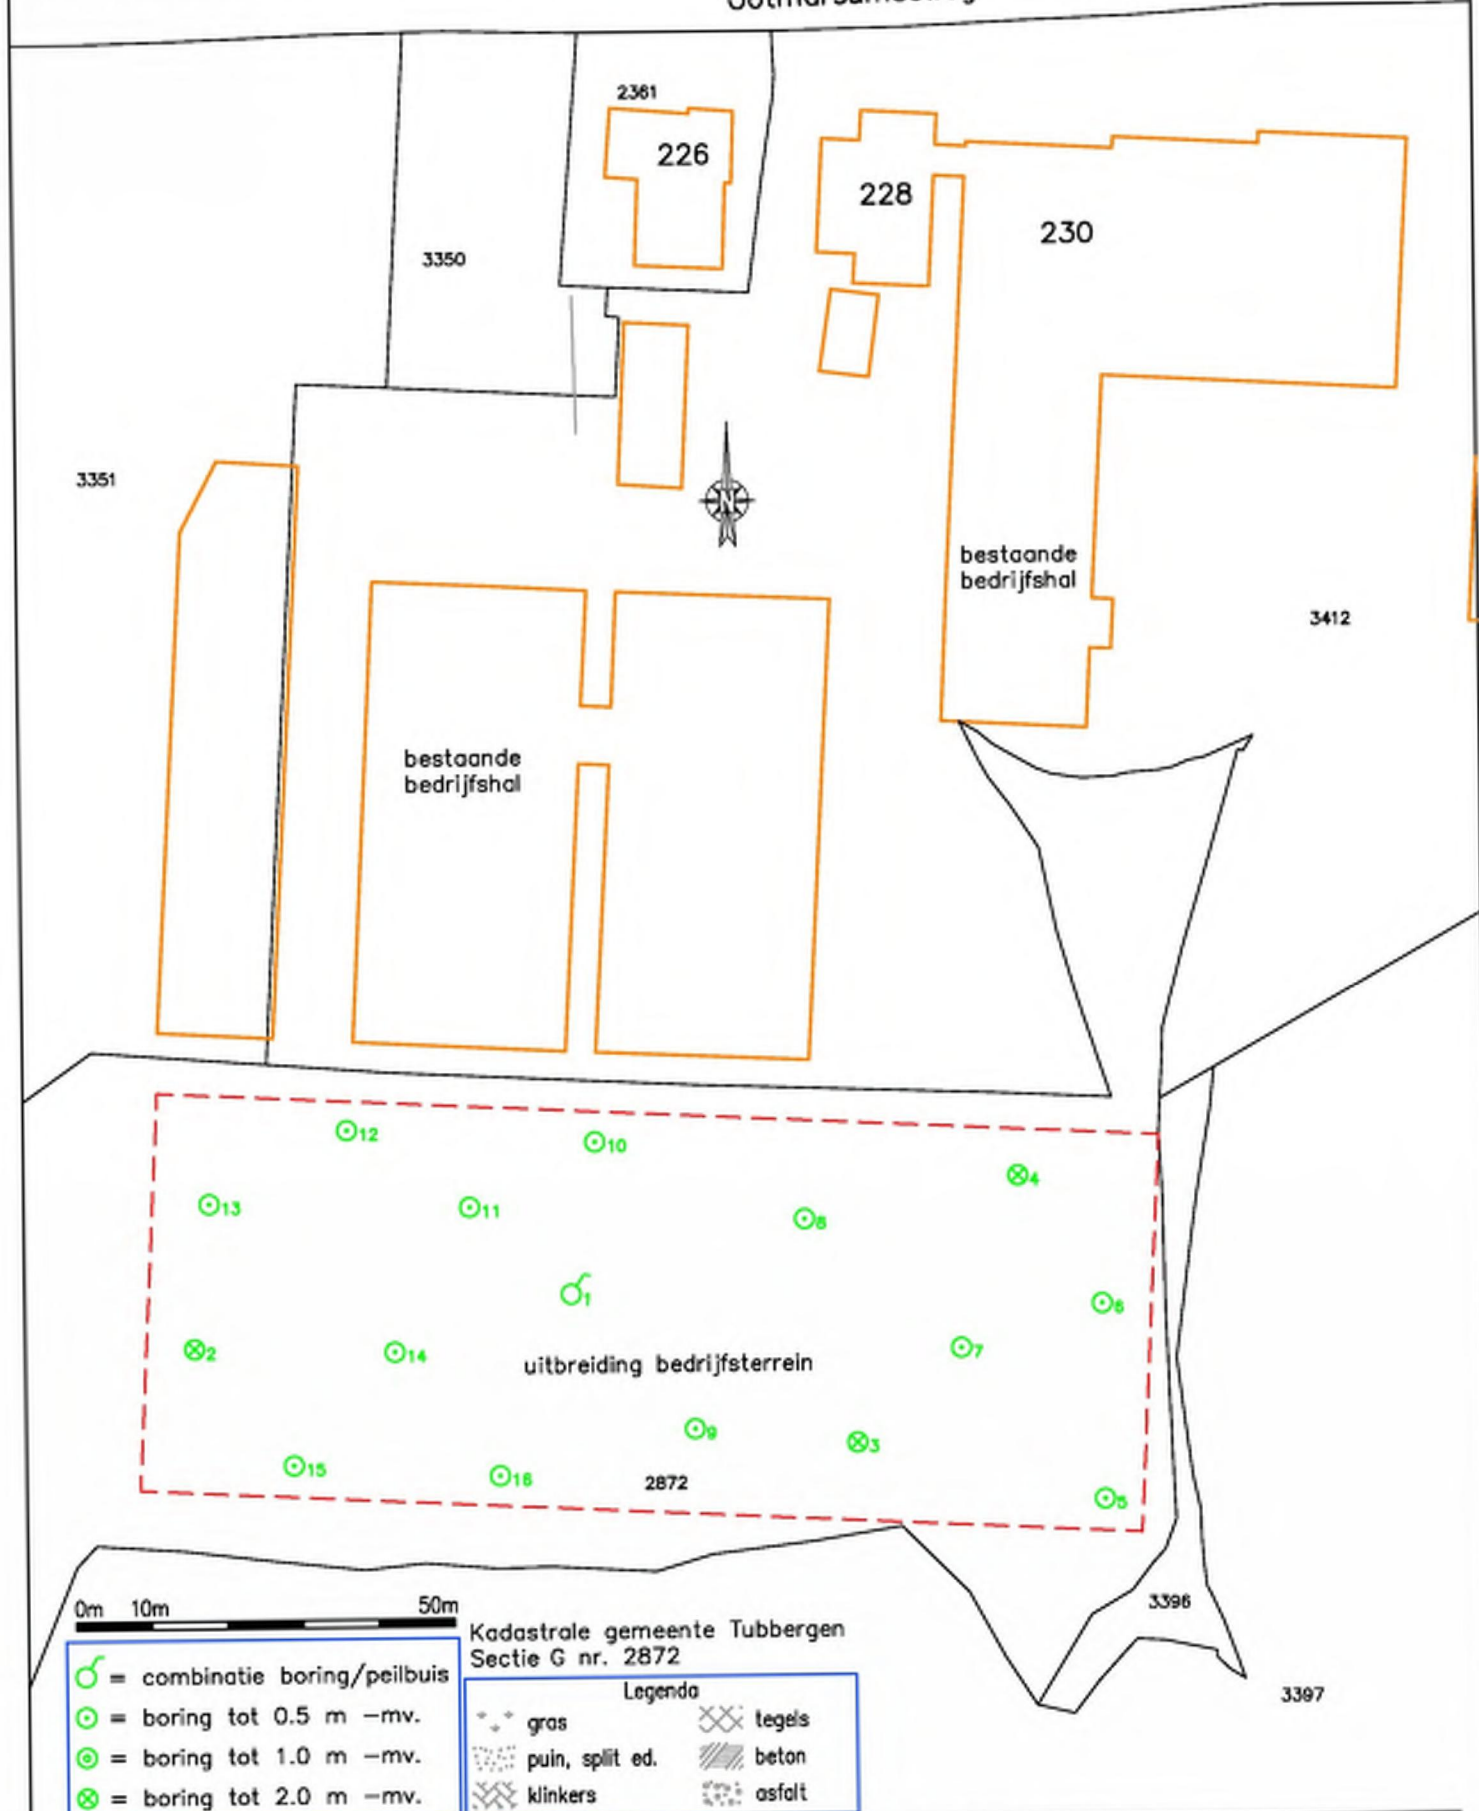 2361
226
228
230
3350
3351
N
bestaande
bedrijfshal
3412
bestaande
bedrijfshal
12
10
4
13
11
8
1
6
2
14
7
uitbreiding bedrijfsterrein
9
3
15
16
2872
5
3396
3397
0m 10m 50m
Kadastrale gemeente Tubbergen
Sectie G nr. 2872
= combinatie boring/peilbuis
= boring tot 0.5 m -mv.
= boring tot 1.0 m -mv.
= boring tot 2.0 m -mv.
Legenda
gras
tegels
puin, split ed.
beton
klinkers
asfalt